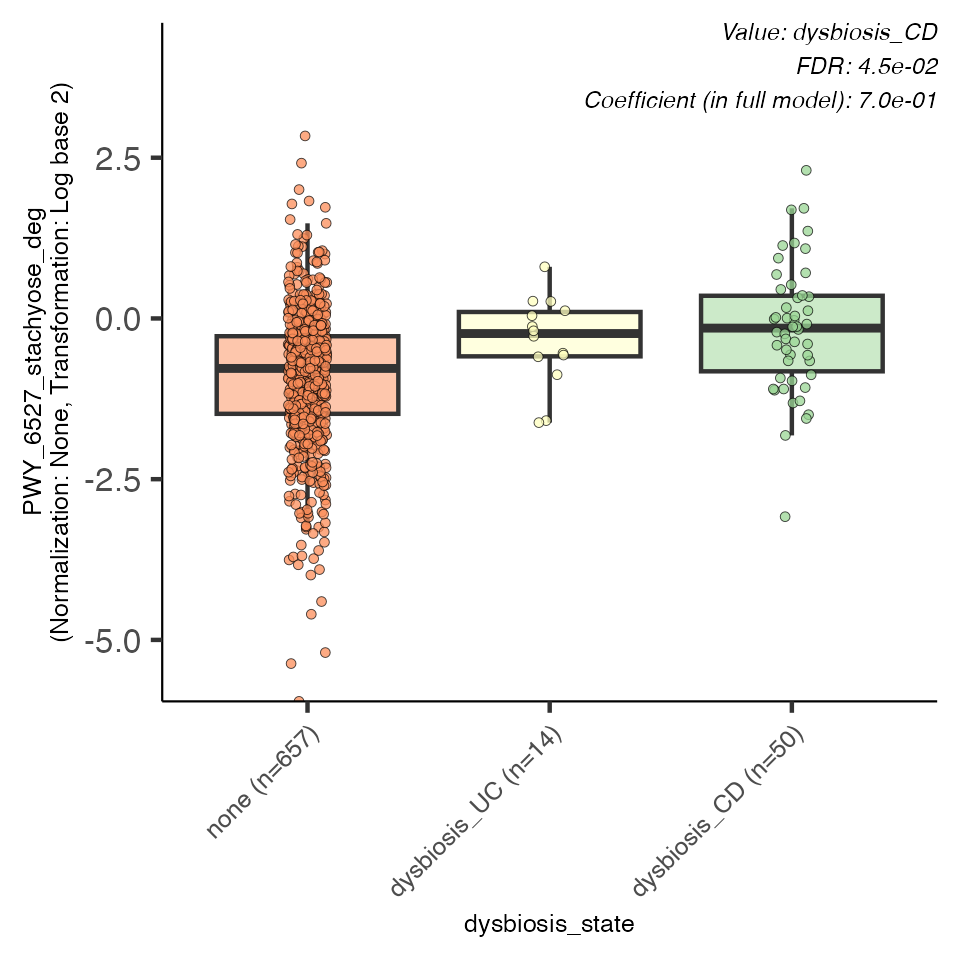 Value: dysbiosis_CD
FDR: 4.5e-02
Coefficient (in full model): 7.0e-01
PWY_6527_stachyose_deg
(Normalization: None, Transformation: Log base 2)
2.5
0.0
-2.5
-5.0
none (n=657)
dysbiosis_UC (n=14)
dysbiosis_CD (n=50)
dysbiosis_state